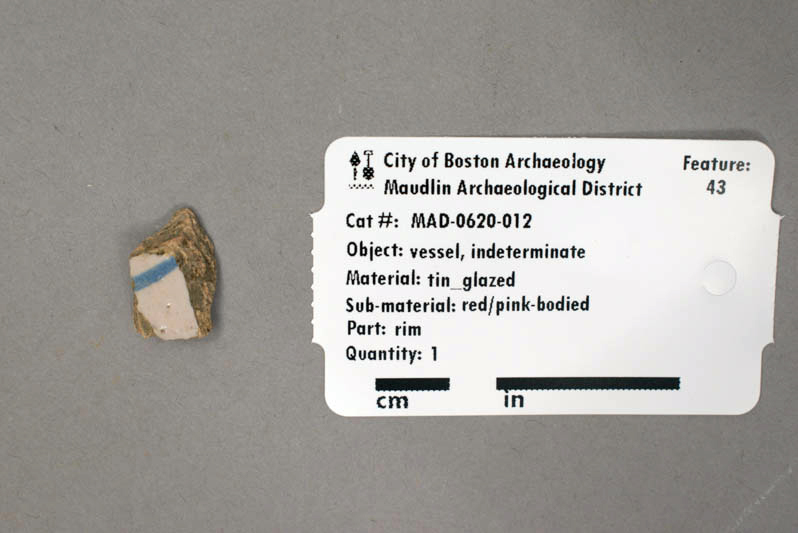 City of Boston Archaeology
Maudlin Archaeological District
Feature:
43
Cat #: MAD-0620-012
Object: vessel, indeterminate
Material: tin_glazed
Sub-material: red/pink-bodied
Part: rim
Quantity: 1
cm in